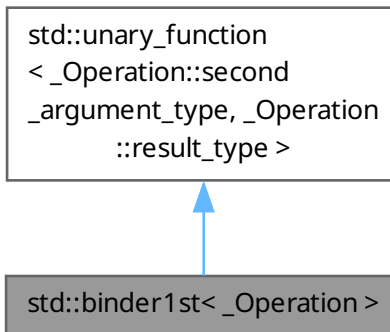 std::unary_function
< _Operation::second
_argument_type, _Operation
::result_type >
std::binder1st< _Operation >